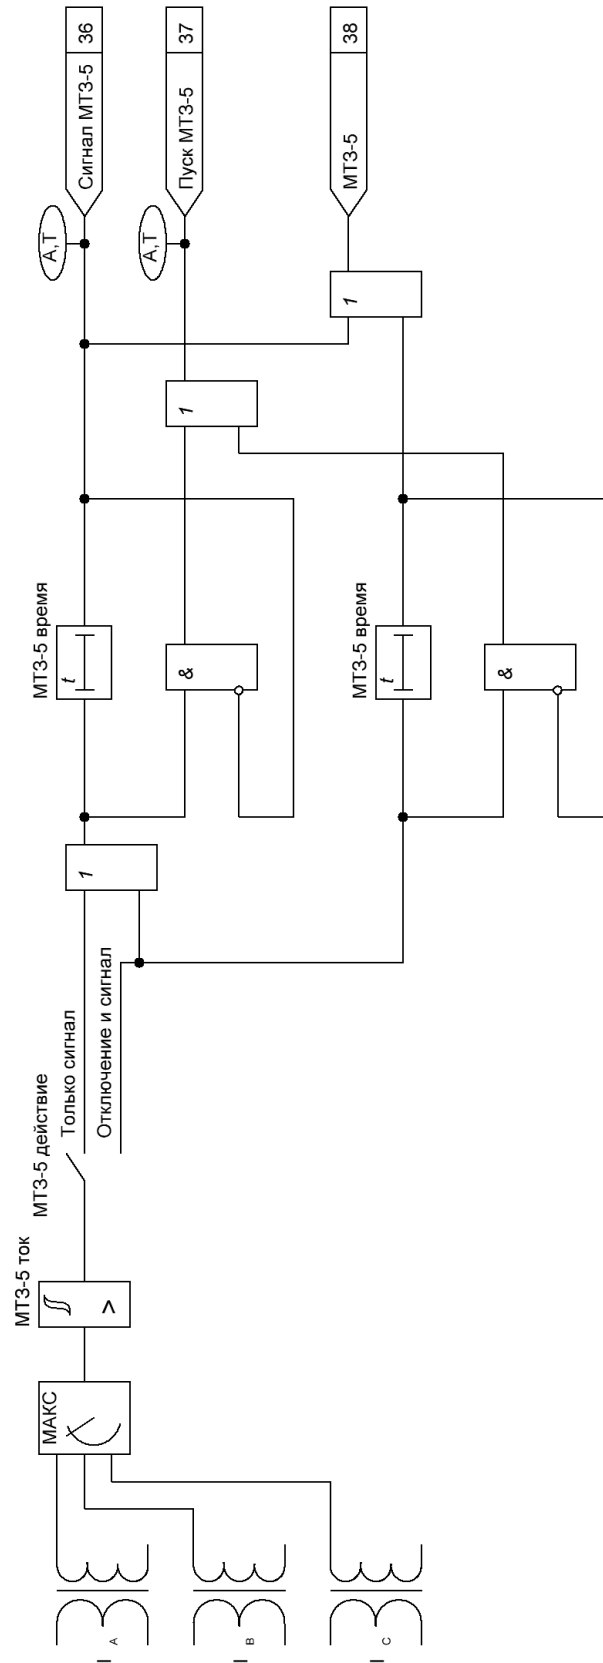 I A
I B
I C
МАКС
МТЗ-5 ток
>
МТЗ-5 действие
Только сигнал
Отключение и сигнал
1
МТЗ-5 время
t
&
МТЗ-5 время
t
&
1
1
А,Т
А,Т
Сигнал МТЗ-5 36
Пуск МТЗ-5 37
МТЗ-5 38